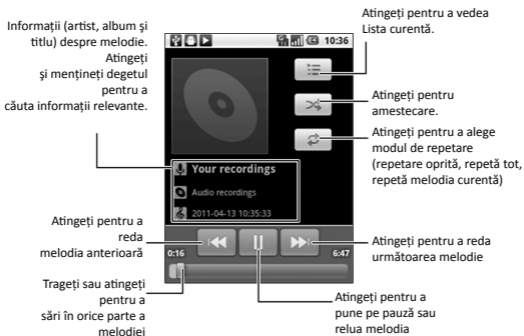 Informații (artist, album și
titlu) despre melodie.
Atingeți
și mențineți degetul
pentru a
căuta informații relevante.
Atingeți pentru a vedea
Lista curentă.
10:36
Atingeți pentru
amestecare.
Atingeți pentru a alege
modul de repetare
(repetare oprită, repetă tot,
repetă melodia curentă)
Your recordings
Audio recordings
2011-04-13 10:35:33
Atingeți pentru a
reda
melodia anterioară
0:16
6:47
Atingeți pentru a reda
următoarea melodie
Trageți sau atingeți
pentru a
sări în orice parte a
melodiei
Atingeți pentru a
pune pe pauză sau
relua melodia